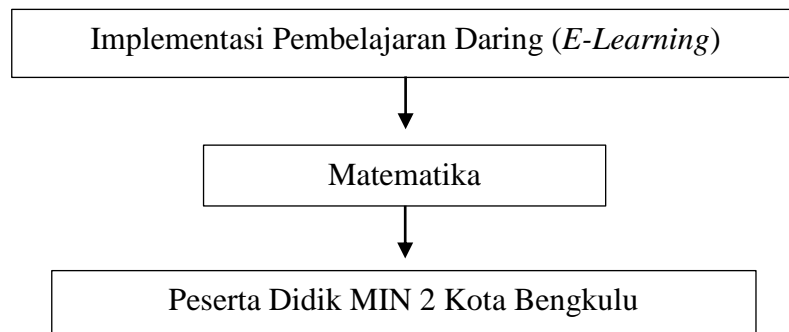 Implementasi Pembelajaran Daring (E-Learning)
Matematika
Peserta Didik MIN 2 Kota Bengkulu